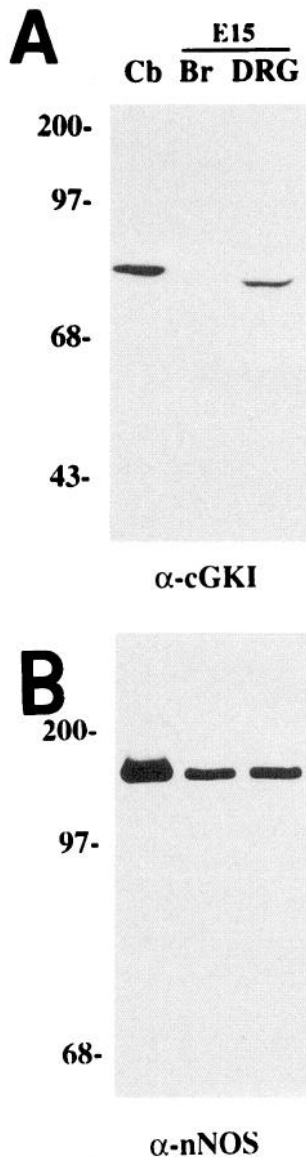 A
E15
Cb Br DRG
200-
97-
68-
43-
α-cGKI
B
200-
97-
68-
α-nNOS